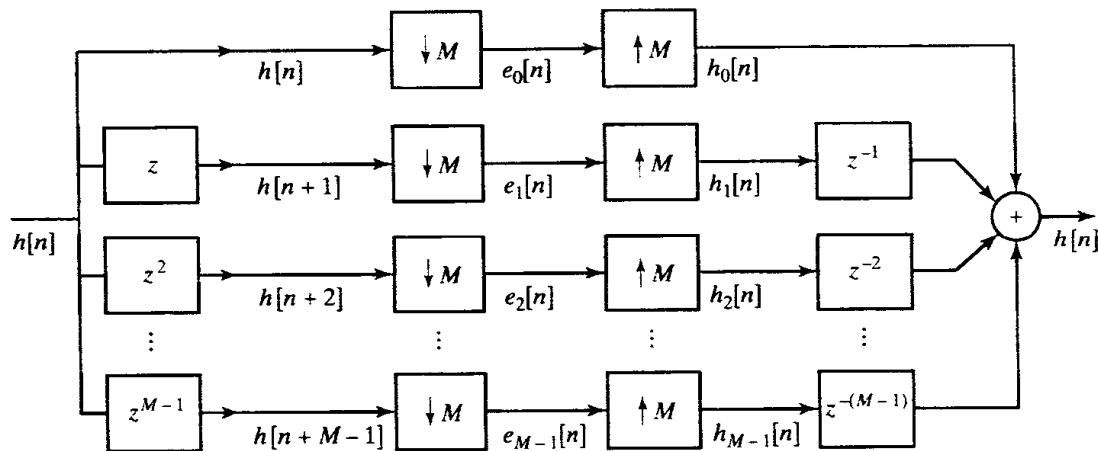 ↓M ↑M
h[n] e₀[n] h₀[n]
z ↓M ↑M z⁻¹
h[n + 1] e₁[n] h₁[n]
+
h[n] h[n]
z² ↓M ↑M z⁻²
h[n + 2] e₂[n] h₂[n]
⋮ ⋮ ⋮ ⋮
z^{M − 1} ↓M ↑M z^{−(M − 1)}
h[n + M − 1] e_{M − 1}[n] h_{M − 1}[n]